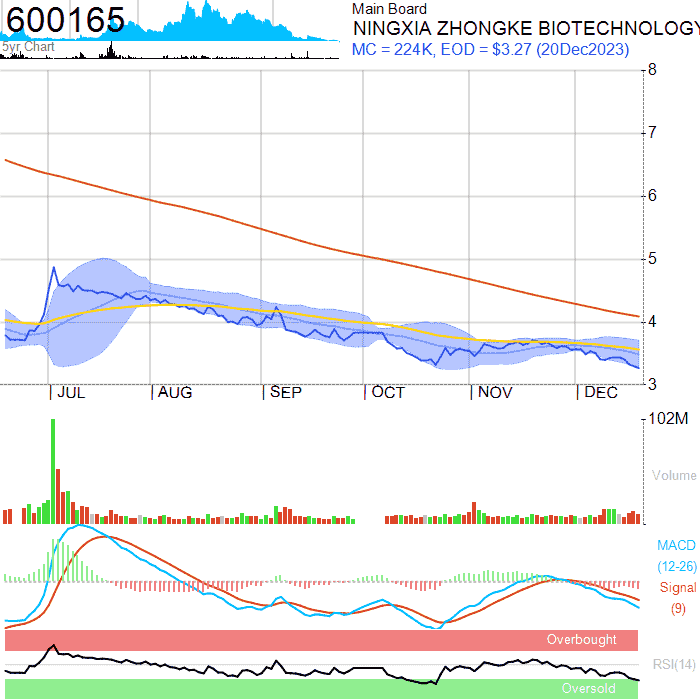 600165
5yr Chart
Main Board
NINGXIA ZHONGKE BIOTECHNOLOGY
MC = 224K, EOD = $3.27 (20Dec2023)
8
7
6
5
4
3
JUL AUG SEP OCT NOV DEC
102M
Volume
MACD
(12-26)
Signal
(9)
Overbought
RSI(14)
Oversold